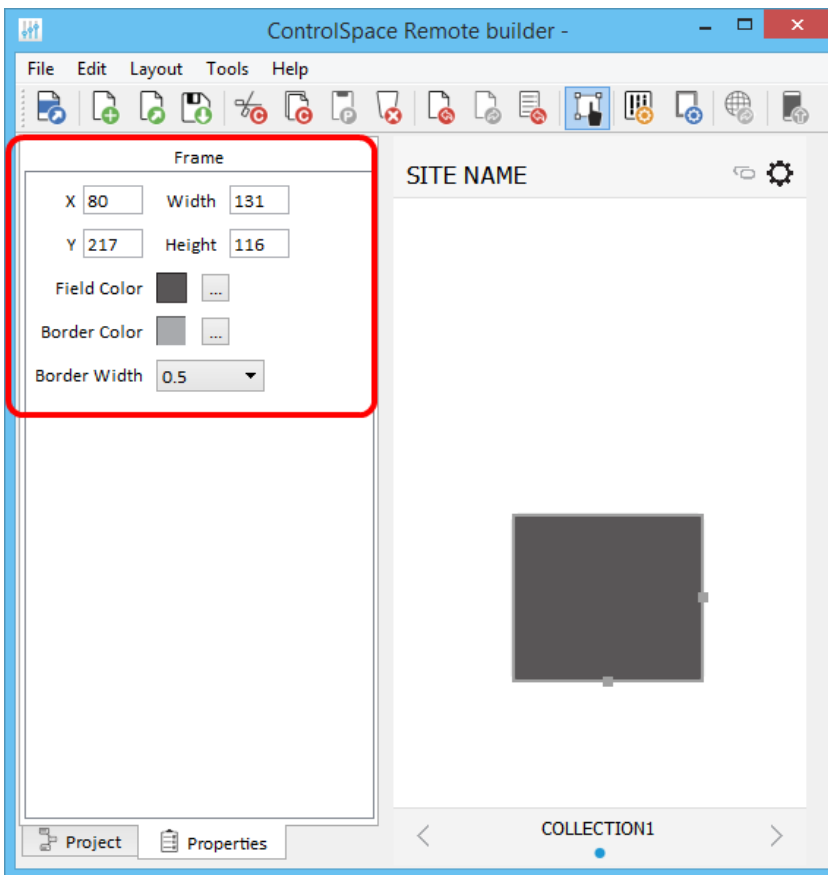 ControlSpace Remote builder -
File Edit Layout Tools Help
Frame
X 80 Width 131
Y 217 Height 116
Field Color ...
Border Color ...
Border Width 0.5
SITE NAME
COLLECTION1
Project Properties